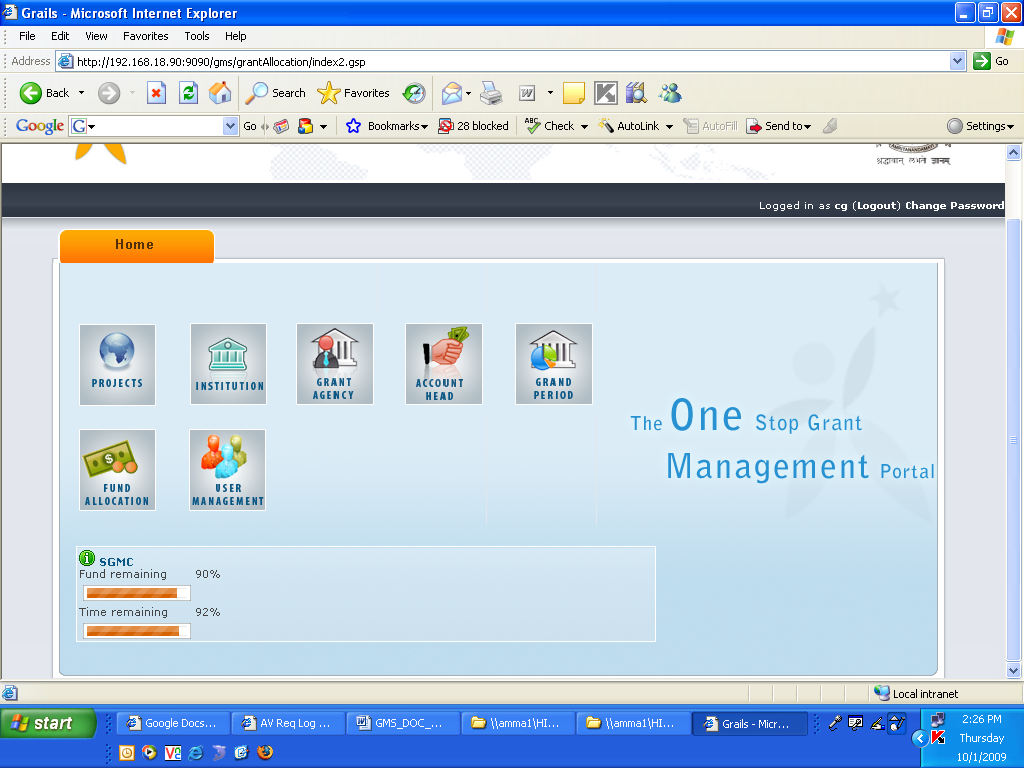 Grails - Microsoft Internet Explorer
File Edit View Favorites Tools Help
Address http://192.168.18.90:9090/gms/grantAllocation/index2.gsp Go
Back Search Favorites
Google G Go Bookmarks 28 blocked ABC Check AutoLink AutoFill Send to Settings
श्रद्धावान् लभते ज्ञानम्
Logged in as cg (Logout) Change Password
Home
PROJECTS
INSTITUTION
GRANT
AGENCY
ACCOUNT
HEAD
GRAND
PERIOD
The One Stop Grant
Management Portal
FUND
ALLOCATION
USER
MANAGEMENT
SGMC
Fund remaining 90%
Time remaining 92%
Local intranet
start Google Docs... AV Req Log ... GMS_DOC_... \\amma1\HI... \\amma1\HI... Grails - Micr... 2:26 PM
Thursday
10/1/2009